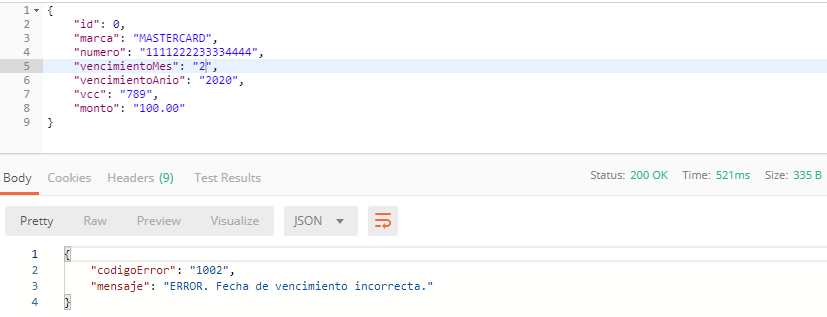 1 {
2 "id": 0,
3 "marca": "MASTERCARD",
4 "numero": "1111222233334444",
5 "vencimientoMes": "2",
6 "vencimientoAnio": "2020",
7 "vcc": "789",
8 "monto": "100.00"
9 }
Body Cookies Headers (9) Test Results Status: 200 OK Time: 521ms Size: 335 B
Pretty Raw Preview Visualize JSON
1 {
2 "codigoError": "1002",
3 "mensaje": "ERROR. Fecha de vencimiento incorrecta."
4 }